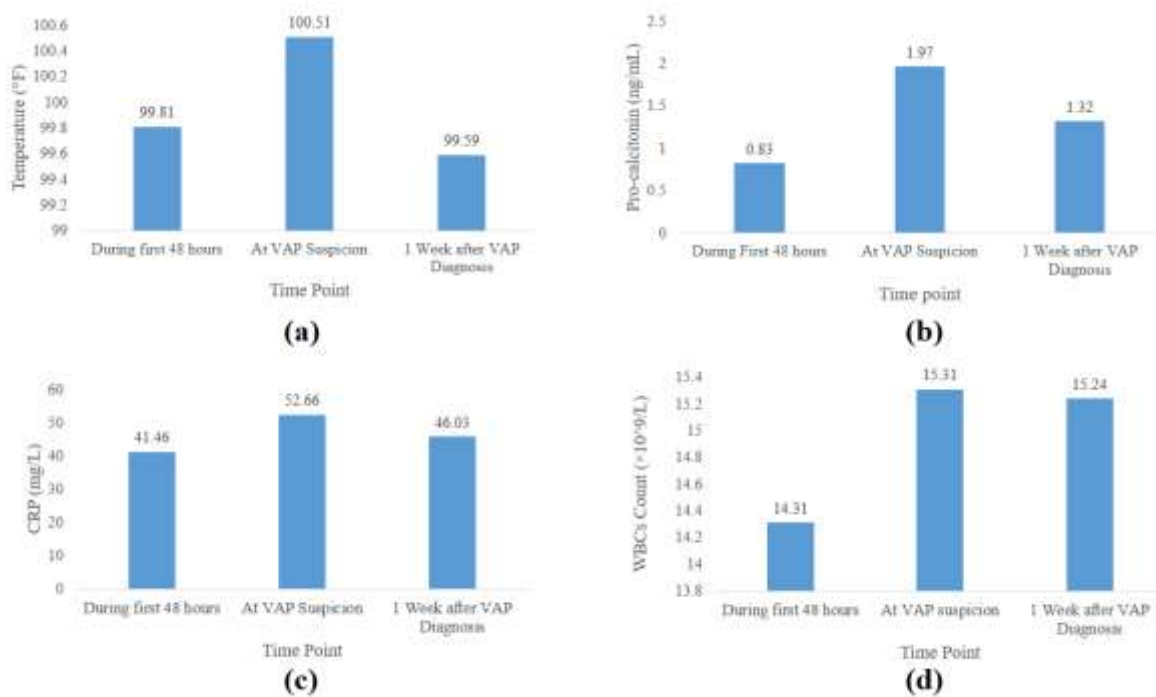 Temperature (°F)
100.6
100.4
100.2
100
99.8
99.6
99.4
99.2
99
99.81
100.51
99.59
During first 48 hours
At VAP Suspicion
1 Week after VAP
Diagnosis
Time Point
(a)
Pro-calcitonin (ng/mL)
2.5
2
1.5
1
0.5
0
0.83
1.97
1.32
During First 48 hours
At VAP Suspicion
1 Week after VAP
Diagnosis
Time point
(b)
CRP (mg/L)
60
50
40
30
20
10
0
41.46
52.66
46.03
During first 48 hours
At VAP Suspicion
1 Week after VAP
Diagnosis
Time Point
(c)
WBCs Count (×10^9/L)
15.4
15.2
15
14.8
14.6
14.4
14.2
14
13.8
14.31
15.31
15.24
During first 48 hours
At VAP suspicion
1 Week after VAP
Diagnosis
Time Point
(d)